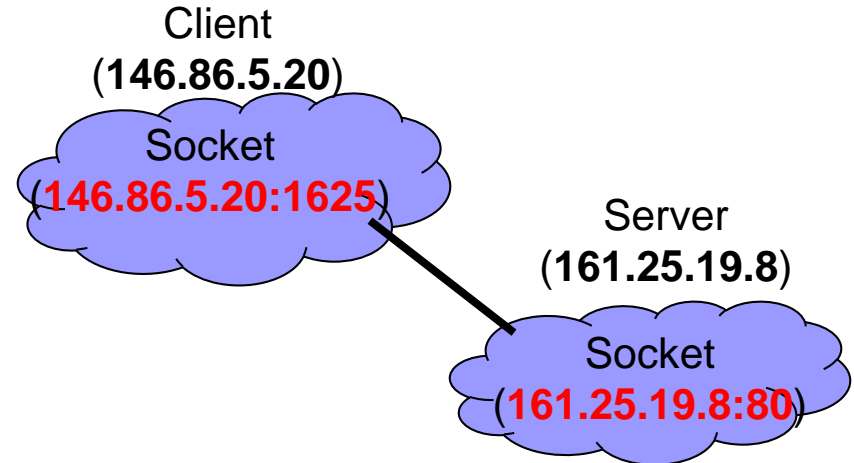 Client
(146.86.5.20)
Socket
(146.86.5.20:1625)
Server
(161.25.19.8)
Socket
(161.25.19.8:80)